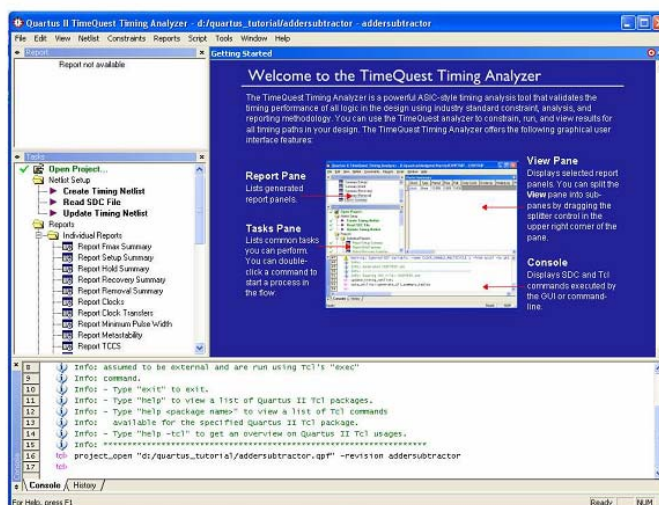 Quartus II TimeQuest Timing Analyzer - d:/quartus_tutorial/addersubtractor - addersubtractor
File Edit View Netlist Constraints Reports Script Tools Window Help
Report
Report not available
Tasks
Open Project...
Netlist Setup
Create Timing Netlist
Read SDC File
Update Timing Netlist
Reports
Individual Reports
Report Fmax Summary
Report Setup Summary
Report Hold Summary
Report Recovery Summary
Report Removal Summary
Report Clocks
Report Clock Transfers
Report Minimum Pulse Width
Report Metastability
Report TCCS
Getting Started
Welcome to the TimeQuest Timing Analyzer
The TimeQuest Timing Analyzer is a powerful ASIC-style timing analysis tool that validates the
timing performance of all logic in the design using industry standard constraint, analysis, and
reporting methodology. You can use the TimeQuest analyzer to constrain, run, and view results for
all timing paths in your design. The TimeQuest Timing Analyzer offers the following graphical user
interface features:
Report Pane
Lists generated
report panels.
Tasks Pane
Lists common tasks
you can perform.
You can double-
click a command to
start a process in
the flow.
View Pane
Displays selected
report panels. You
can split the
View pane into sub-
panes by dragging the
splitter control in the
upper right corner of
the pane.
Console
Displays SDC and Tcl
commands executed by
the GUI or command-
line.
8 Info: assumed to be external and are run using Tcl's "exec"
9 Info: command.
10 Info: - Type "exit" to exit.
11 Info: - Type "help" to view a list of Quartus II Tcl packages.
12 Info: - Type "help <package name>" to view a list of Tcl commands
13 Info: available for the specified Quartus II Tcl package.
14 Info: - Type "help -tcl" to get an overview on Quartus II Tcl usages.
15 Info: *******************************************************************
16 tcl> project_open "d:/quartus_tutorial/addersubtractor.qpf" -revision addersubtractor
17 tcl>
Console History
For Help, press F1
Ready NUM